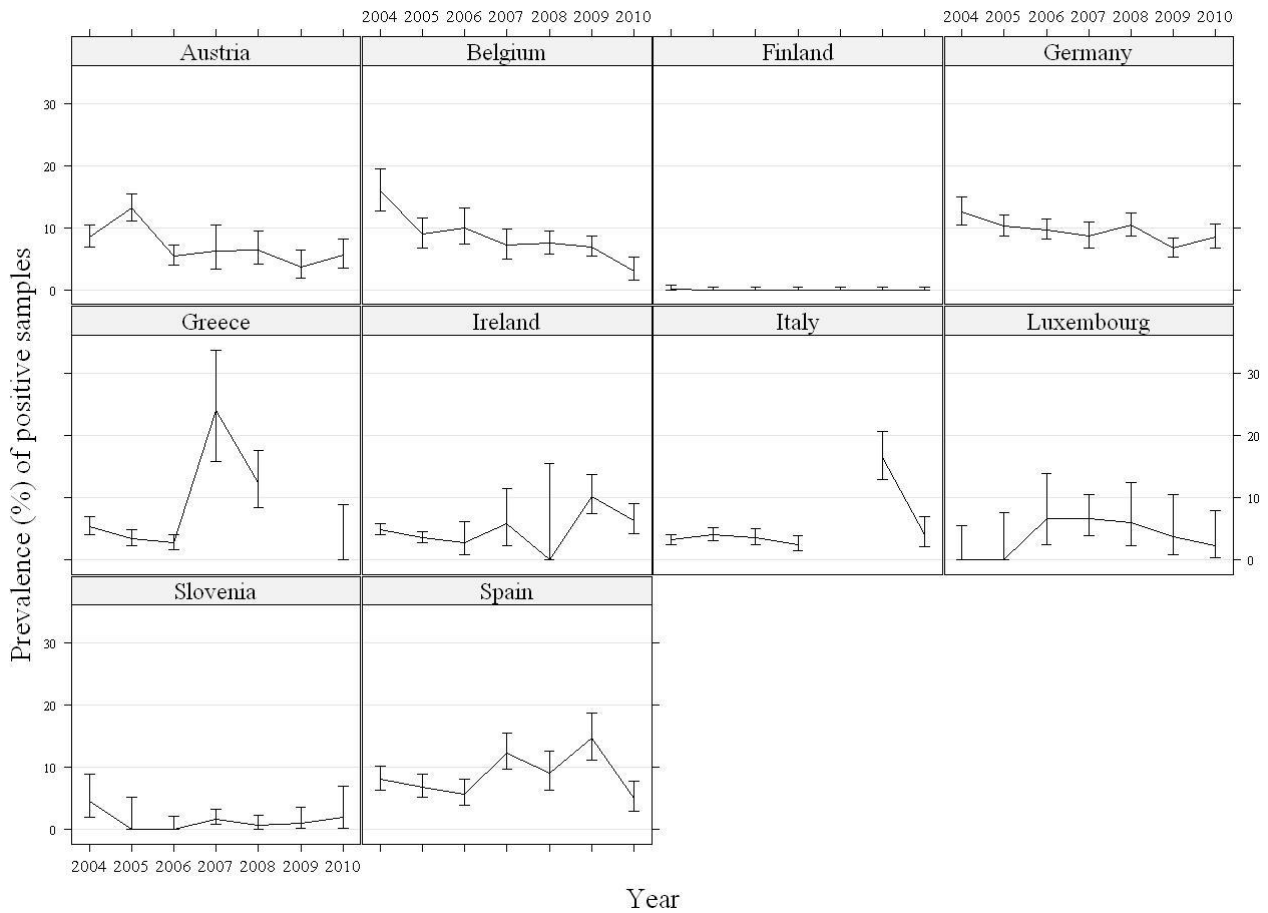 2004 2005 2006 2007 2008 2009 2010
2004 2005 2006 2007 2008 2009 2010
Austria
Belgium
Finland
Germany
30
20
10
0
Greece
Ireland
Italy
Luxembourg
30
20
10
0
Slovenia
Spain
30
20
10
0
2004 2005 2006 2007 2008 2009 2010
Prevalence (%) of positive samples
Year